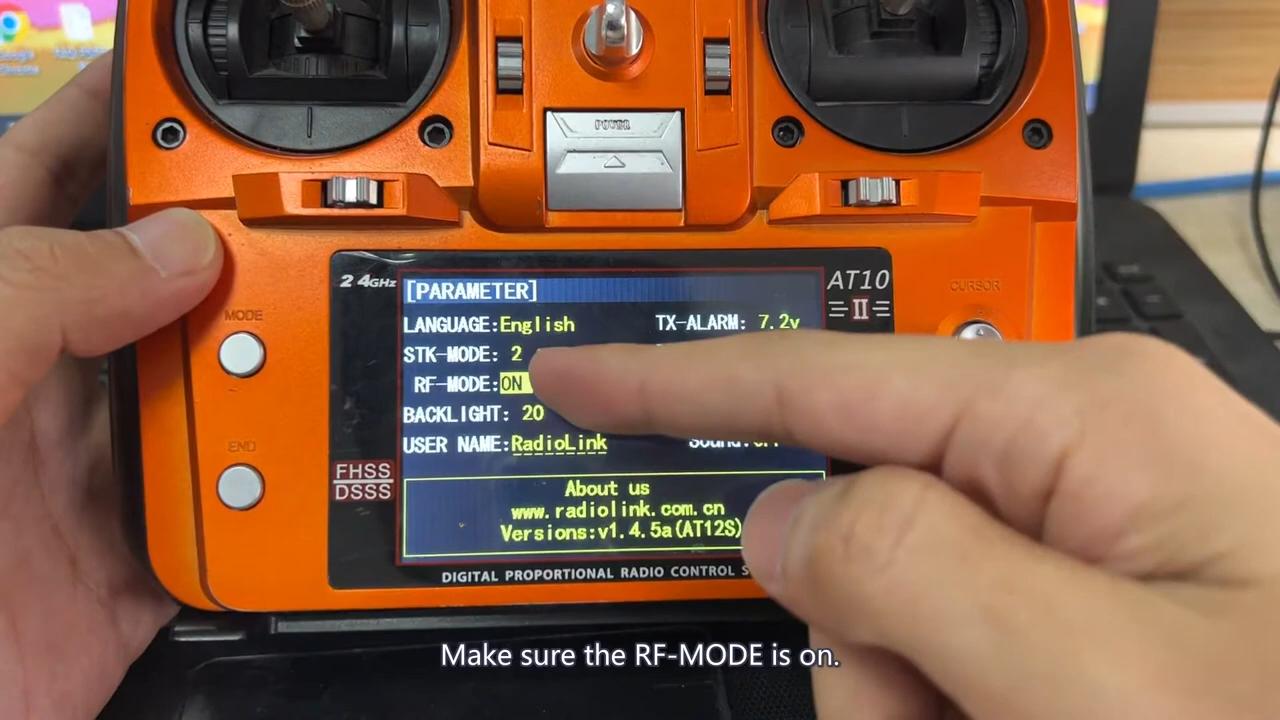 POWER
2 4GHz
AT10
II
CURSOR
MODE
END
[PARAMETER]
LANGUAGE:English
TX-ALARM: 7.2v
STK-MODE: 2
RF-MODE:ON
BACKLIGHT: 20
USER NAME:RadioLink
Sound:OFF
FHSS
DSSS
About us
www.radiolink.com.cn
Versions:v1.4.5a(AT12S)
DIGITAL PROPORTIONAL RADIO CONTROL
Make sure the RF-MODE is on.